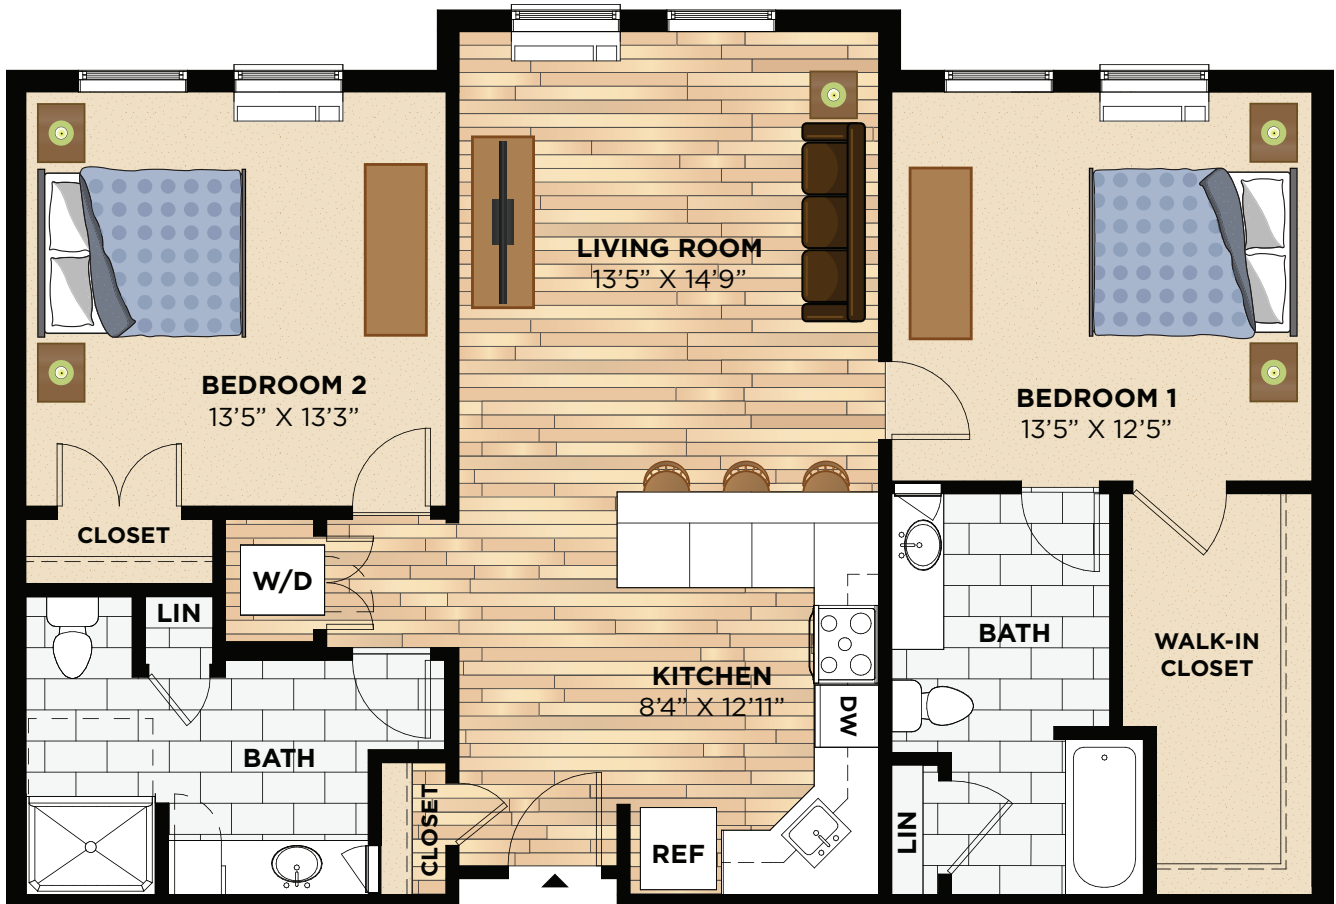 LIVING ROOM
13’5” X 14’9”
BEDROOM 2
13’5” X 13’3”
BEDROOM 1
13’5” X 12’5”
CLOSET
W/D
LIN
BATH
WALK-IN
CLOSET
KITCHEN
8’4” X 12’11”
DW
BATH
CLOSET
REF
LIN